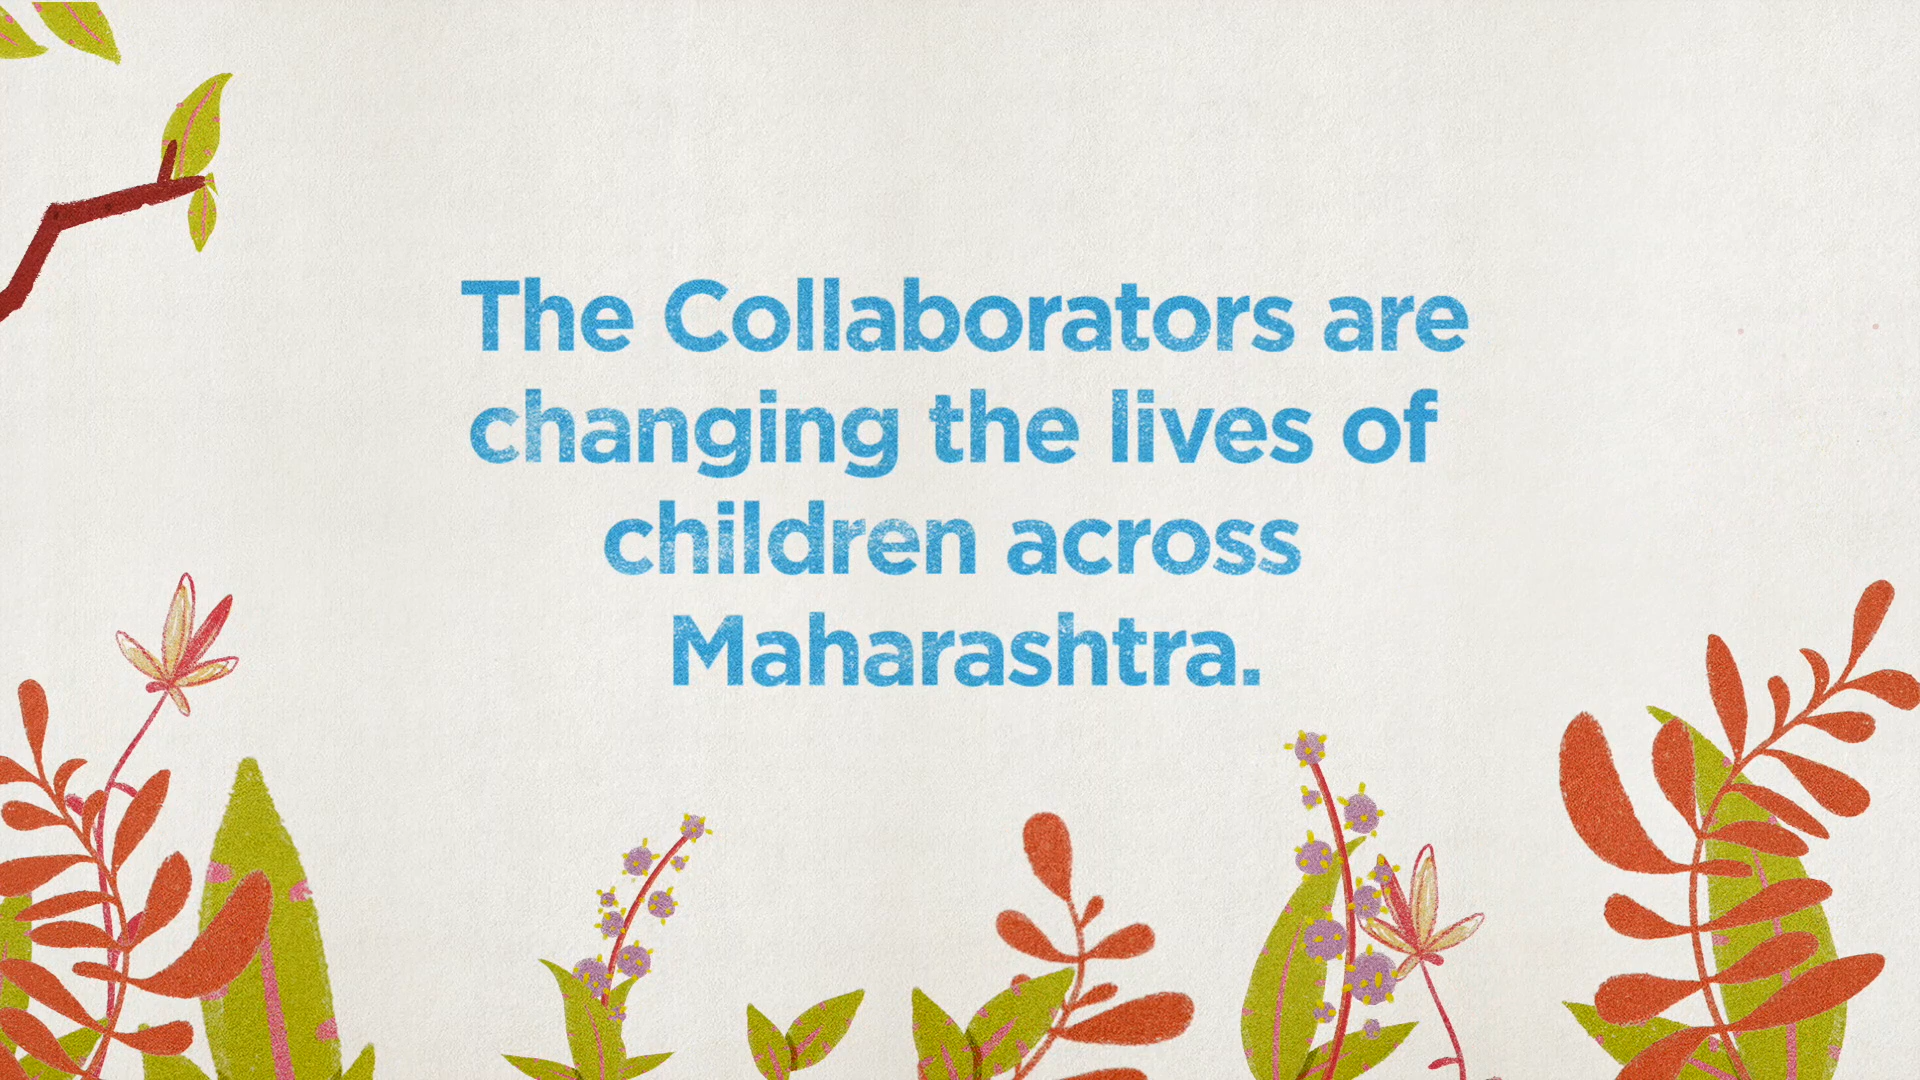 The Collaborators are
changing the lives of
children across
Maharashtra.